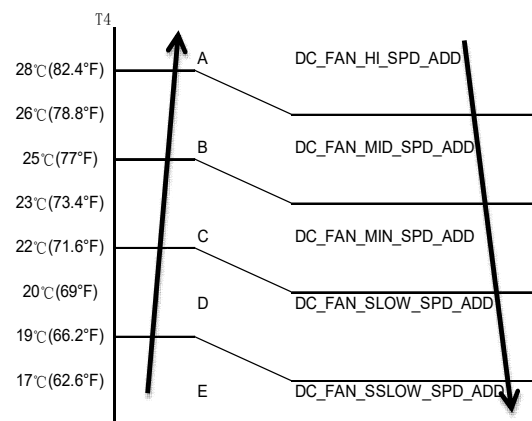 T4
A DC_FAN_HI_SPD_ADD
28℃(82.4°F)
26℃(78.8°F)
B DC_FAN_MID_SPD_ADD
25℃(77°F)
23℃(73.4°F)
C DC_FAN_MIN_SPD_ADD
22℃(71.6°F)
20℃(69°F)
D DC_FAN_SLOW_SPD_ADD
19℃(66.2°F)
17℃(62.6°F)
E DC_FAN_SSLOW_SPD_ADD